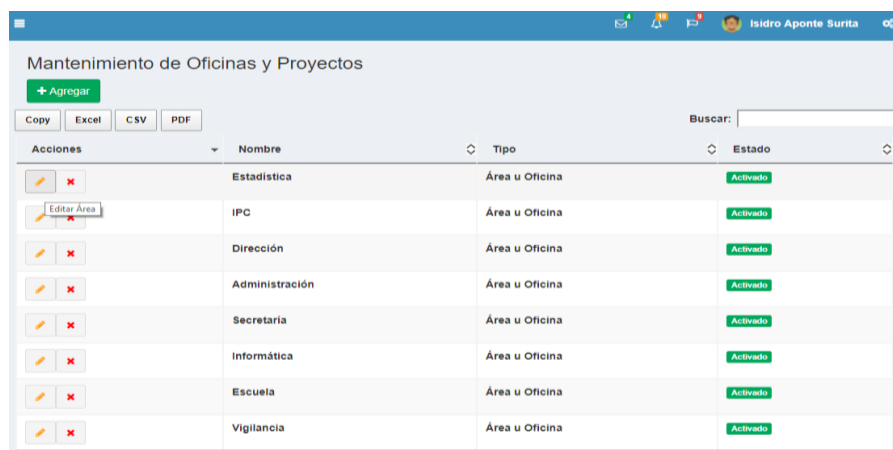 4 10 9 Isidro Aponte Surita
Mantenimiento de Oficinas y Proyectos
+ Agregar
Copy Excel CSV PDF Buscar:
Acciones Nombre Tipo Estado
Estadística Área u Oficina Activado
Editar Área
IPC Área u Oficina Activado
Dirección Área u Oficina Activado
Administración Área u Oficina Activado
Secretaría Área u Oficina Activado
Informática Área u Oficina Activado
Escuela Área u Oficina Activado
Vigilancia Área u Oficina Activado